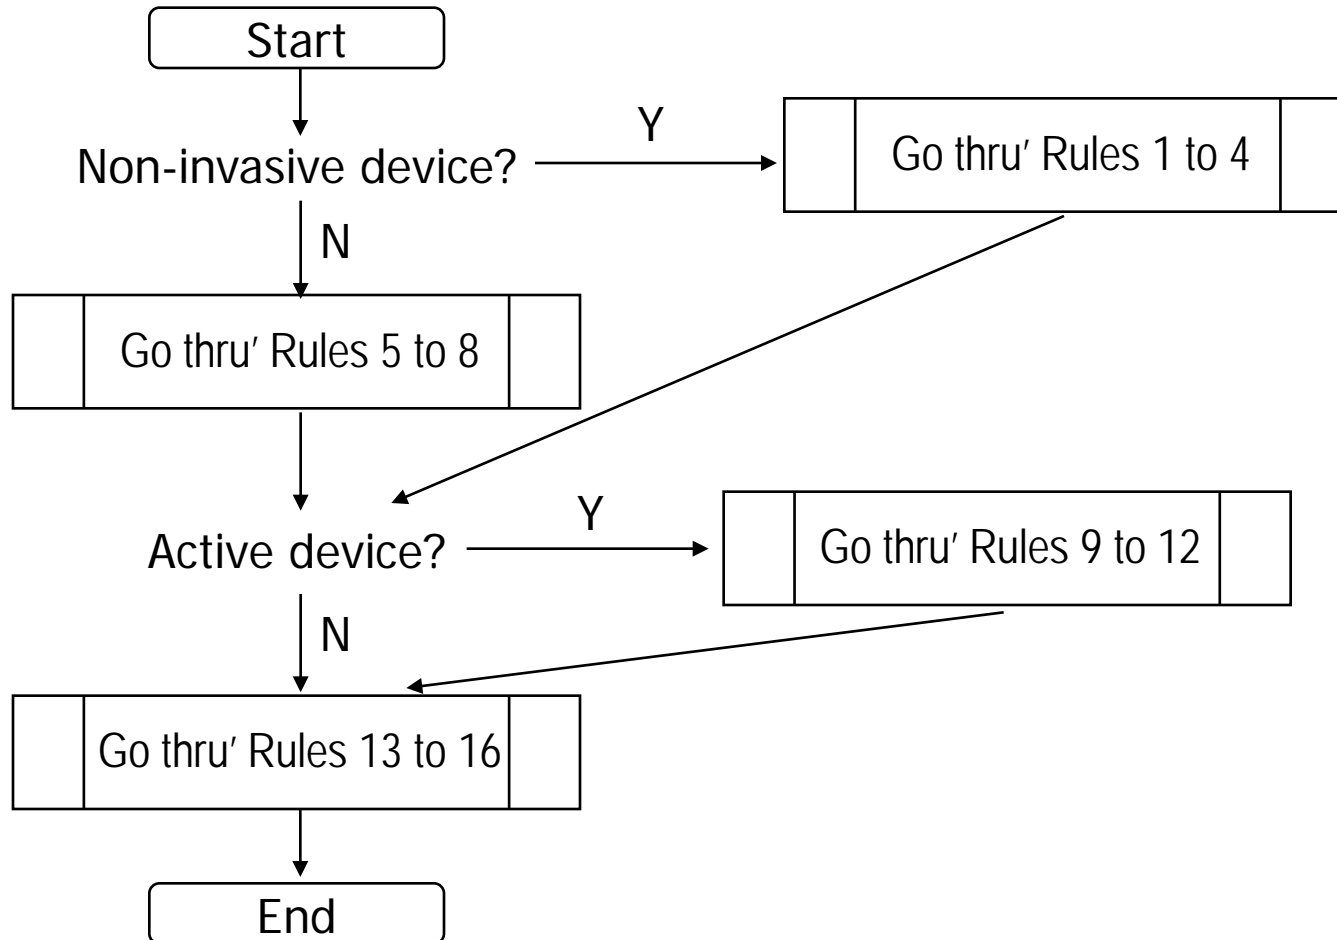 Start
Non-invasive device?
Y
Go thru' Rules 1 to 4
N
Go thru' Rules 5 to 8
Active device?
Y
Go thru' Rules 9 to 12
N
Go thru' Rules 13 to 16
End